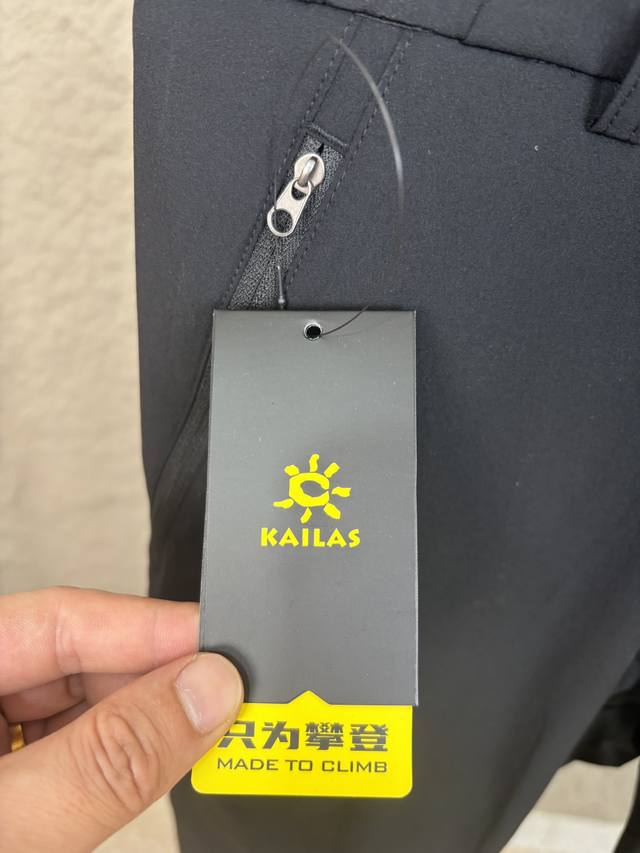 KAILAS
只为攀登
MADE TO CLIMB